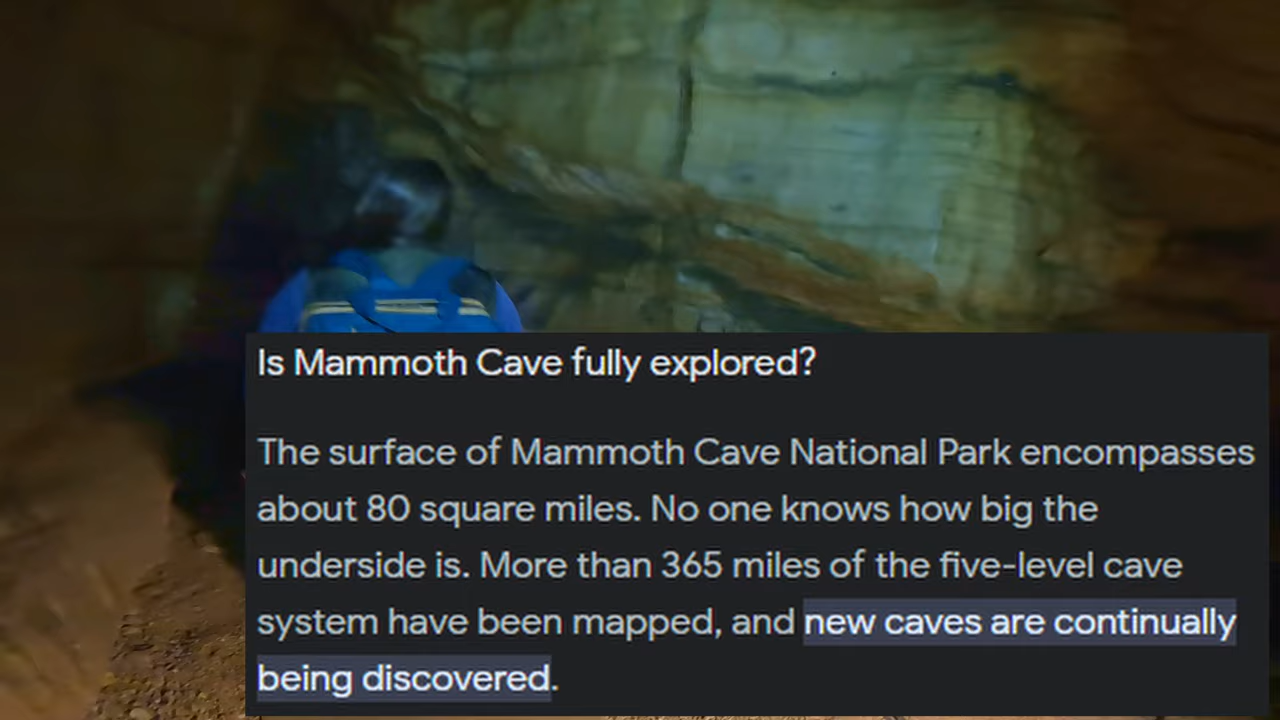 Is Mammoth Cave fully explored?
The surface of Mammoth Cave National Park encompasses
about 80 square miles. No one knows how big the
underside is. More than 365 miles of the five-level cave
system have been mapped, and new caves are continually
being discovered.